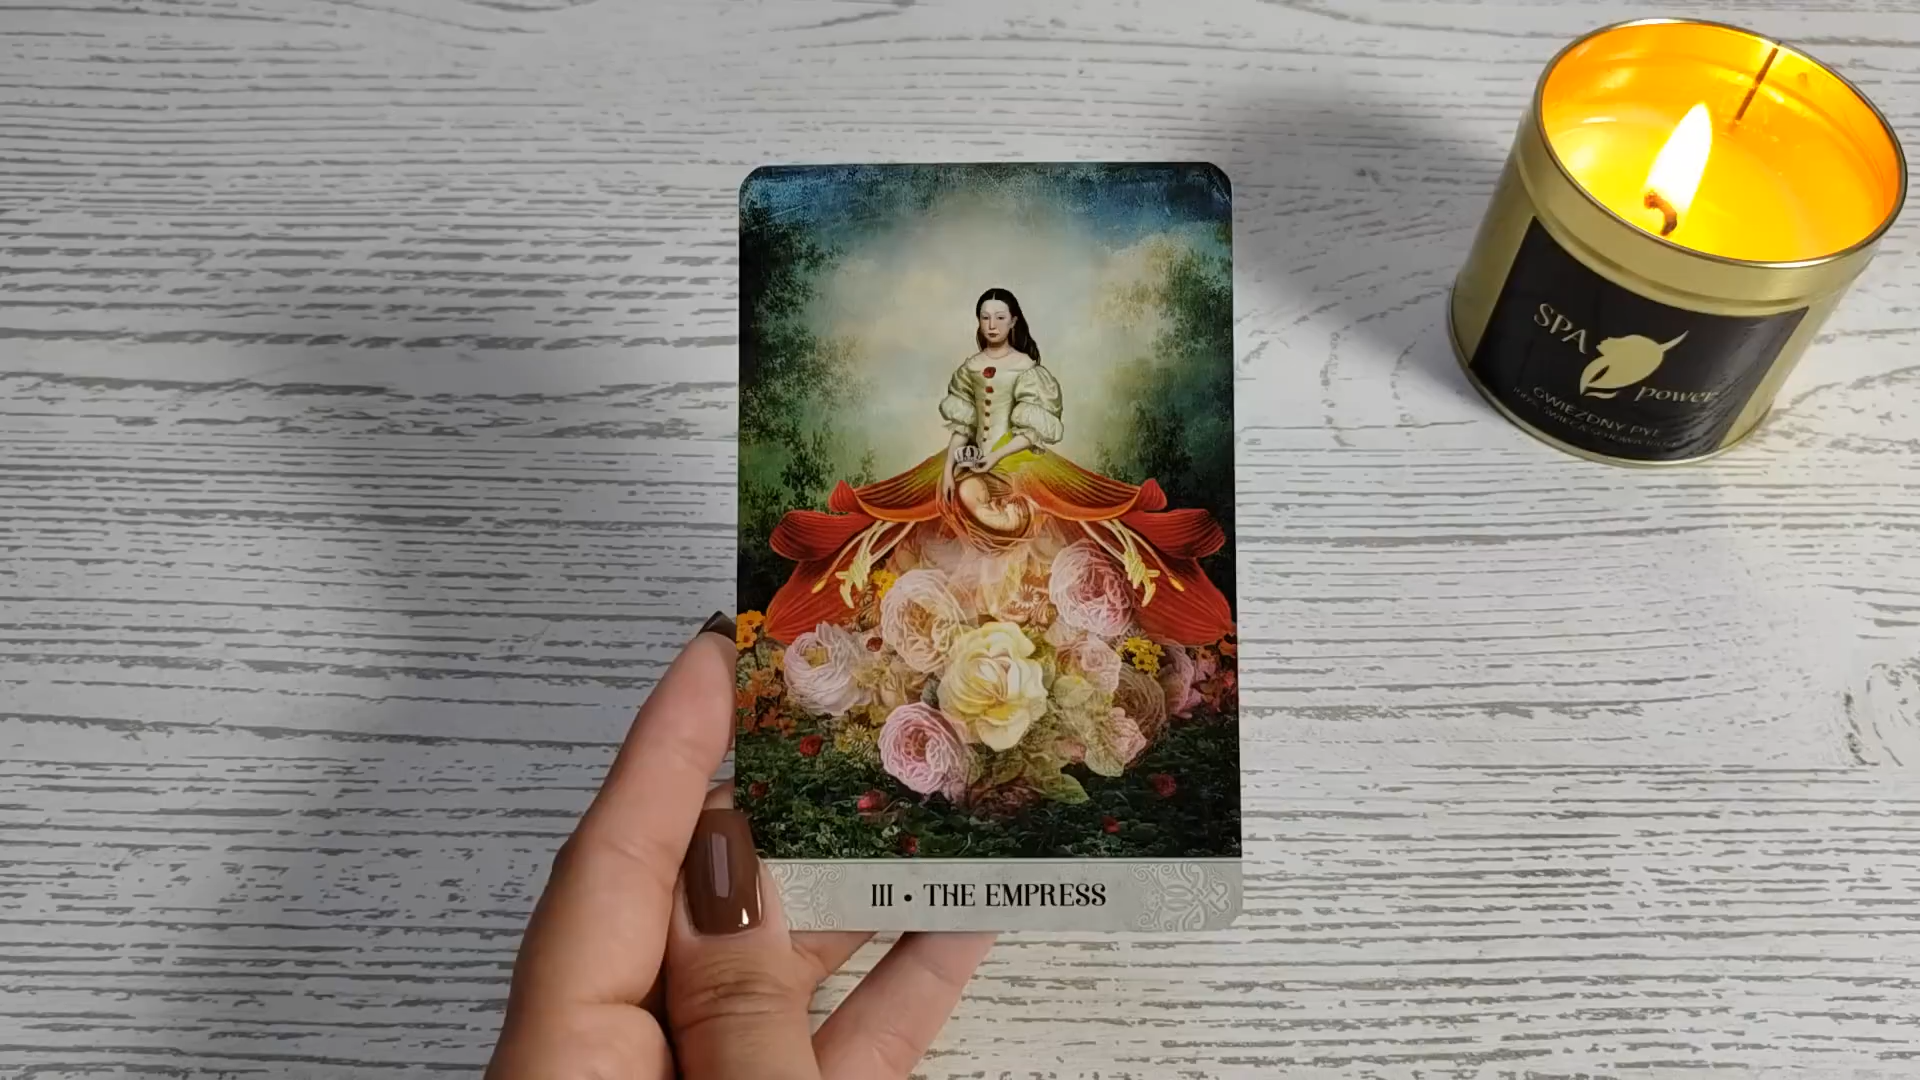 III • THE EMPRESS
SPA
power
GWIEZDNY PYŁ